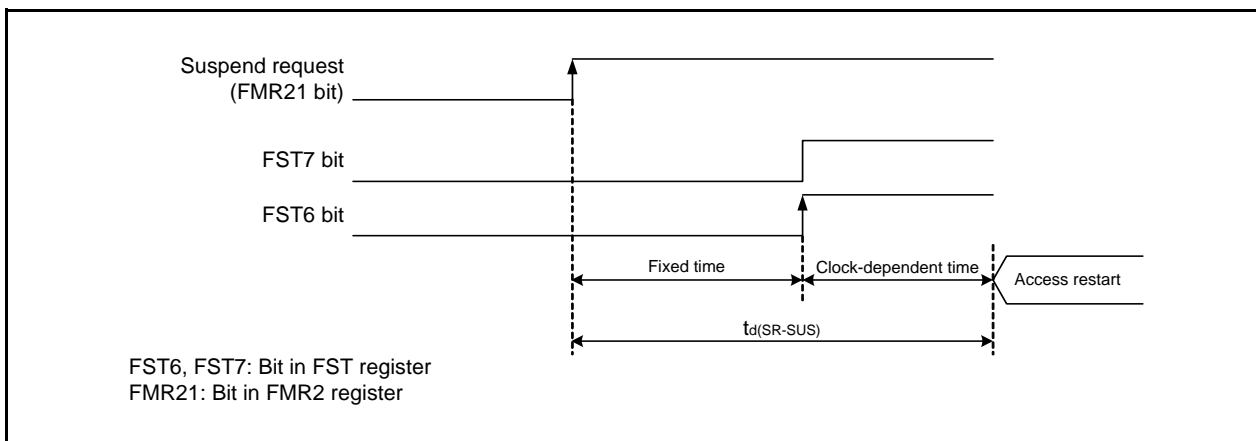 Suspend request
(FMR21 bit)
FST7 bit
FST6 bit
Fixed time
Clock-dependent time
Access restart
td(SR-SUS)
FST6, FST7: Bit in FST register
FMR21: Bit in FMR2 register